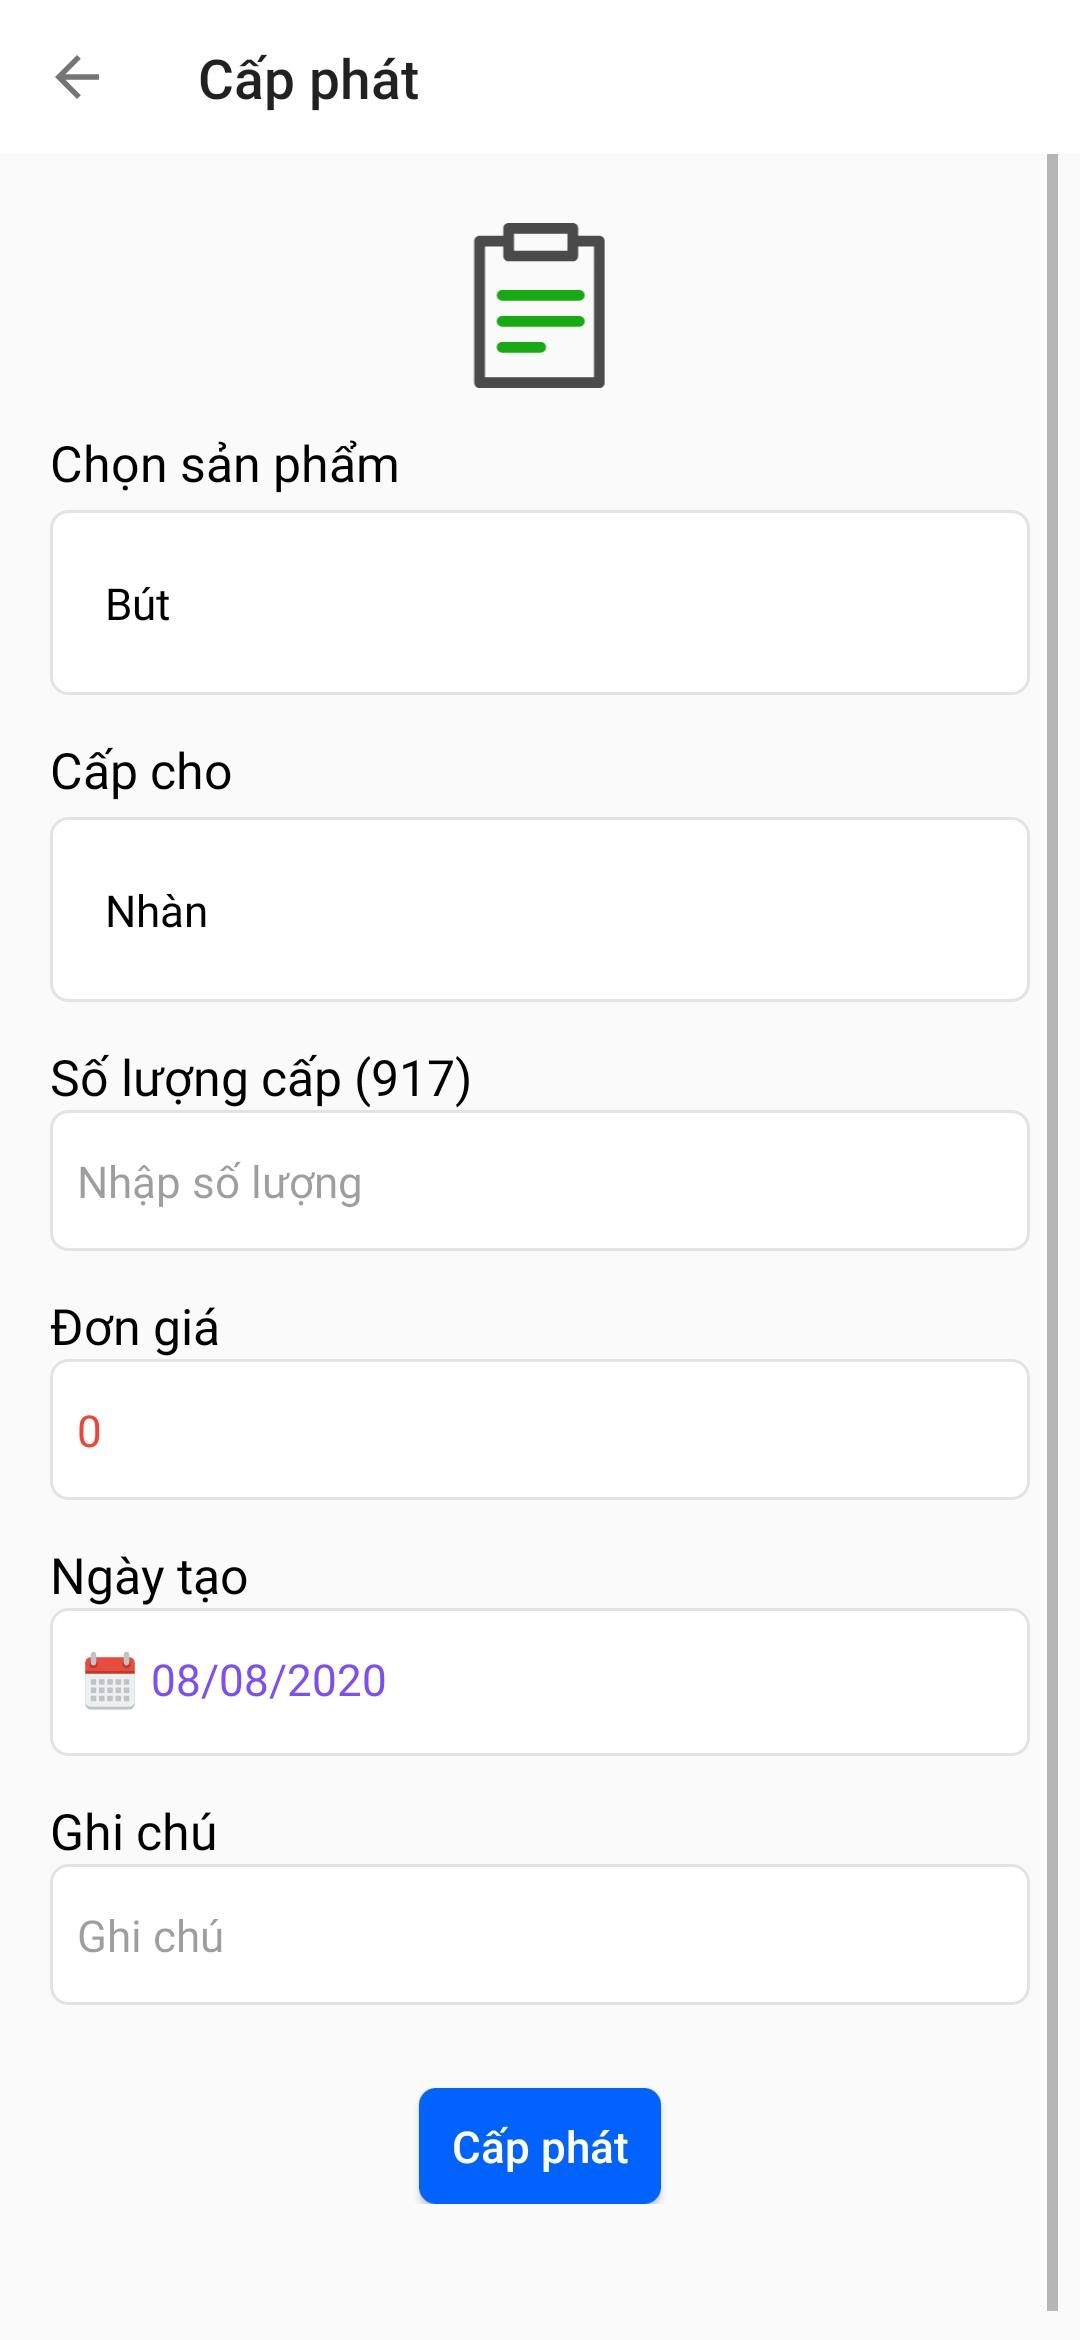 Cấp phát
Chọn sản phẩm
Bút
Cấp cho
Nhàn
Số lượng cấp (917)
Nhập số lượng
Đơn giá
0
Ngày tạo
08/08/2020
Ghi chú
Ghi chú
Cấp phát